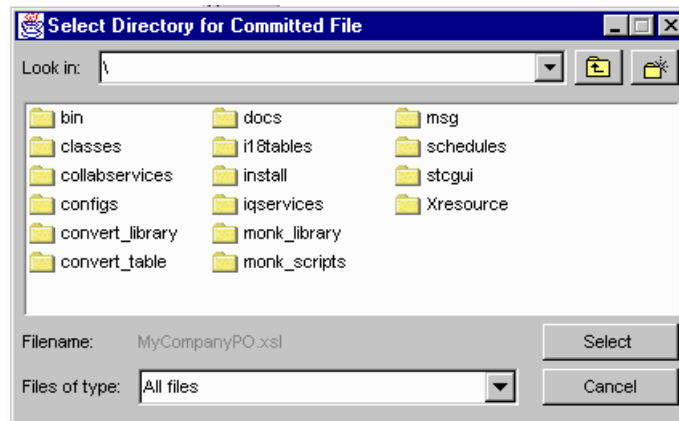 Select Directory for Committed File
Look in: \
bin docs msg
classes i18tables schedules
collabservices install stcgui
configs iqservices Xresource
convert_library monk_library
convert_table monk_scripts
Filename: MyCompanyPO.xsl Select
Files of type: All files Cancel